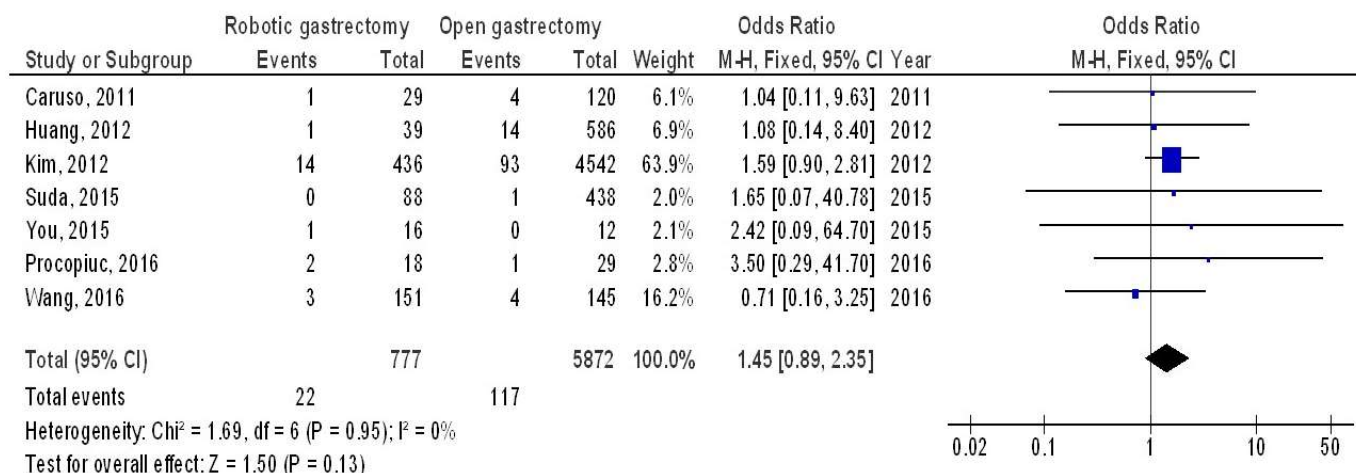 Robotic gastrectomy Open gastrectomy Odds Ratio Odds Ratio
Study or Subgroup Events Total Events Total Weight M-H, Fixed, 95% CI Year M-H, Fixed, 95% CI
Caruso, 2011 1 29 4 120 6.1% 1.04 [0.11, 9.63] 2011
Huang, 2012 1 39 14 586 6.9% 1.08 [0.14, 8.40] 2012
Kim, 2012 14 436 93 4542 63.9% 1.59 [0.90, 2.81] 2012
Suda, 2015 0 88 1 438 2.0% 1.65 [0.07, 40.78] 2015
You, 2015 1 16 0 12 2.1% 2.42 [0.09, 64.70] 2015
Procopiuc, 2016 2 18 1 29 2.8% 3.50 [0.29, 41.70] 2016
Wang, 2016 3 151 4 145 16.2% 0.71 [0.16, 3.25] 2016
Total (95% CI) 777 5872 100.0% 1.45 [0.89, 2.35]
Total events 22 117
Heterogeneity: Chi² = 1.69, df = 6 (P = 0.95); I² = 0%
Test for overall effect: Z = 1.50 (P = 0.13)
0.02 0.1 1 10 50